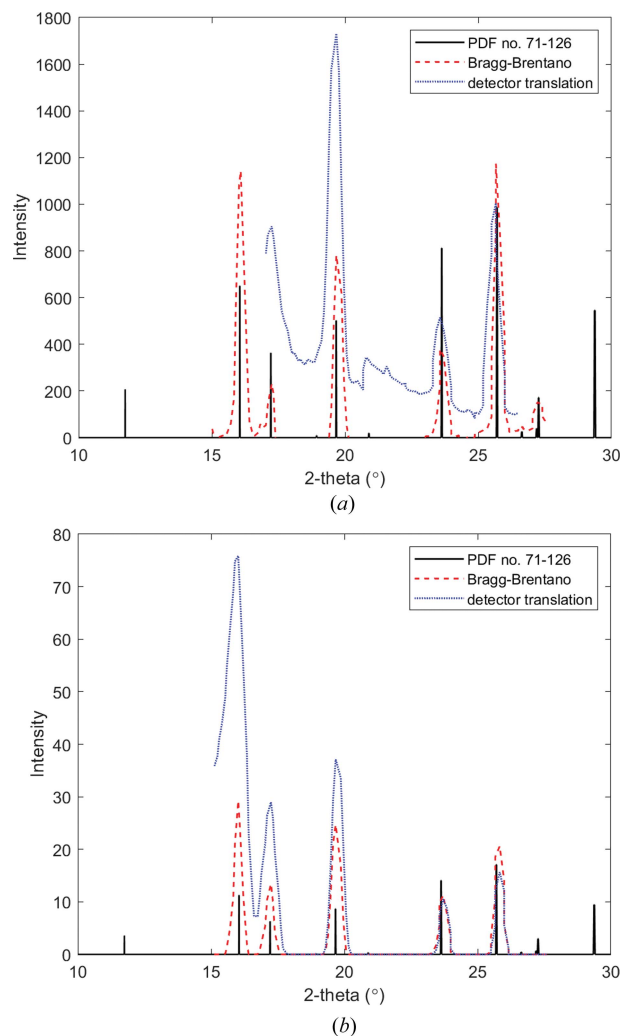 1800
1600
1400
1200
1000
800
600
400
200
0
Intensity
PDF no. 71-126
Bragg-Brentano
detector translation
10 15 20 25 30
2-theta (°)
(a)
80
70
60
50
40
30
20
10
0
Intensity
PDF no. 71-126
Bragg-Brentano
detector translation
10 15 20 25 30
2-theta (°)
(b)